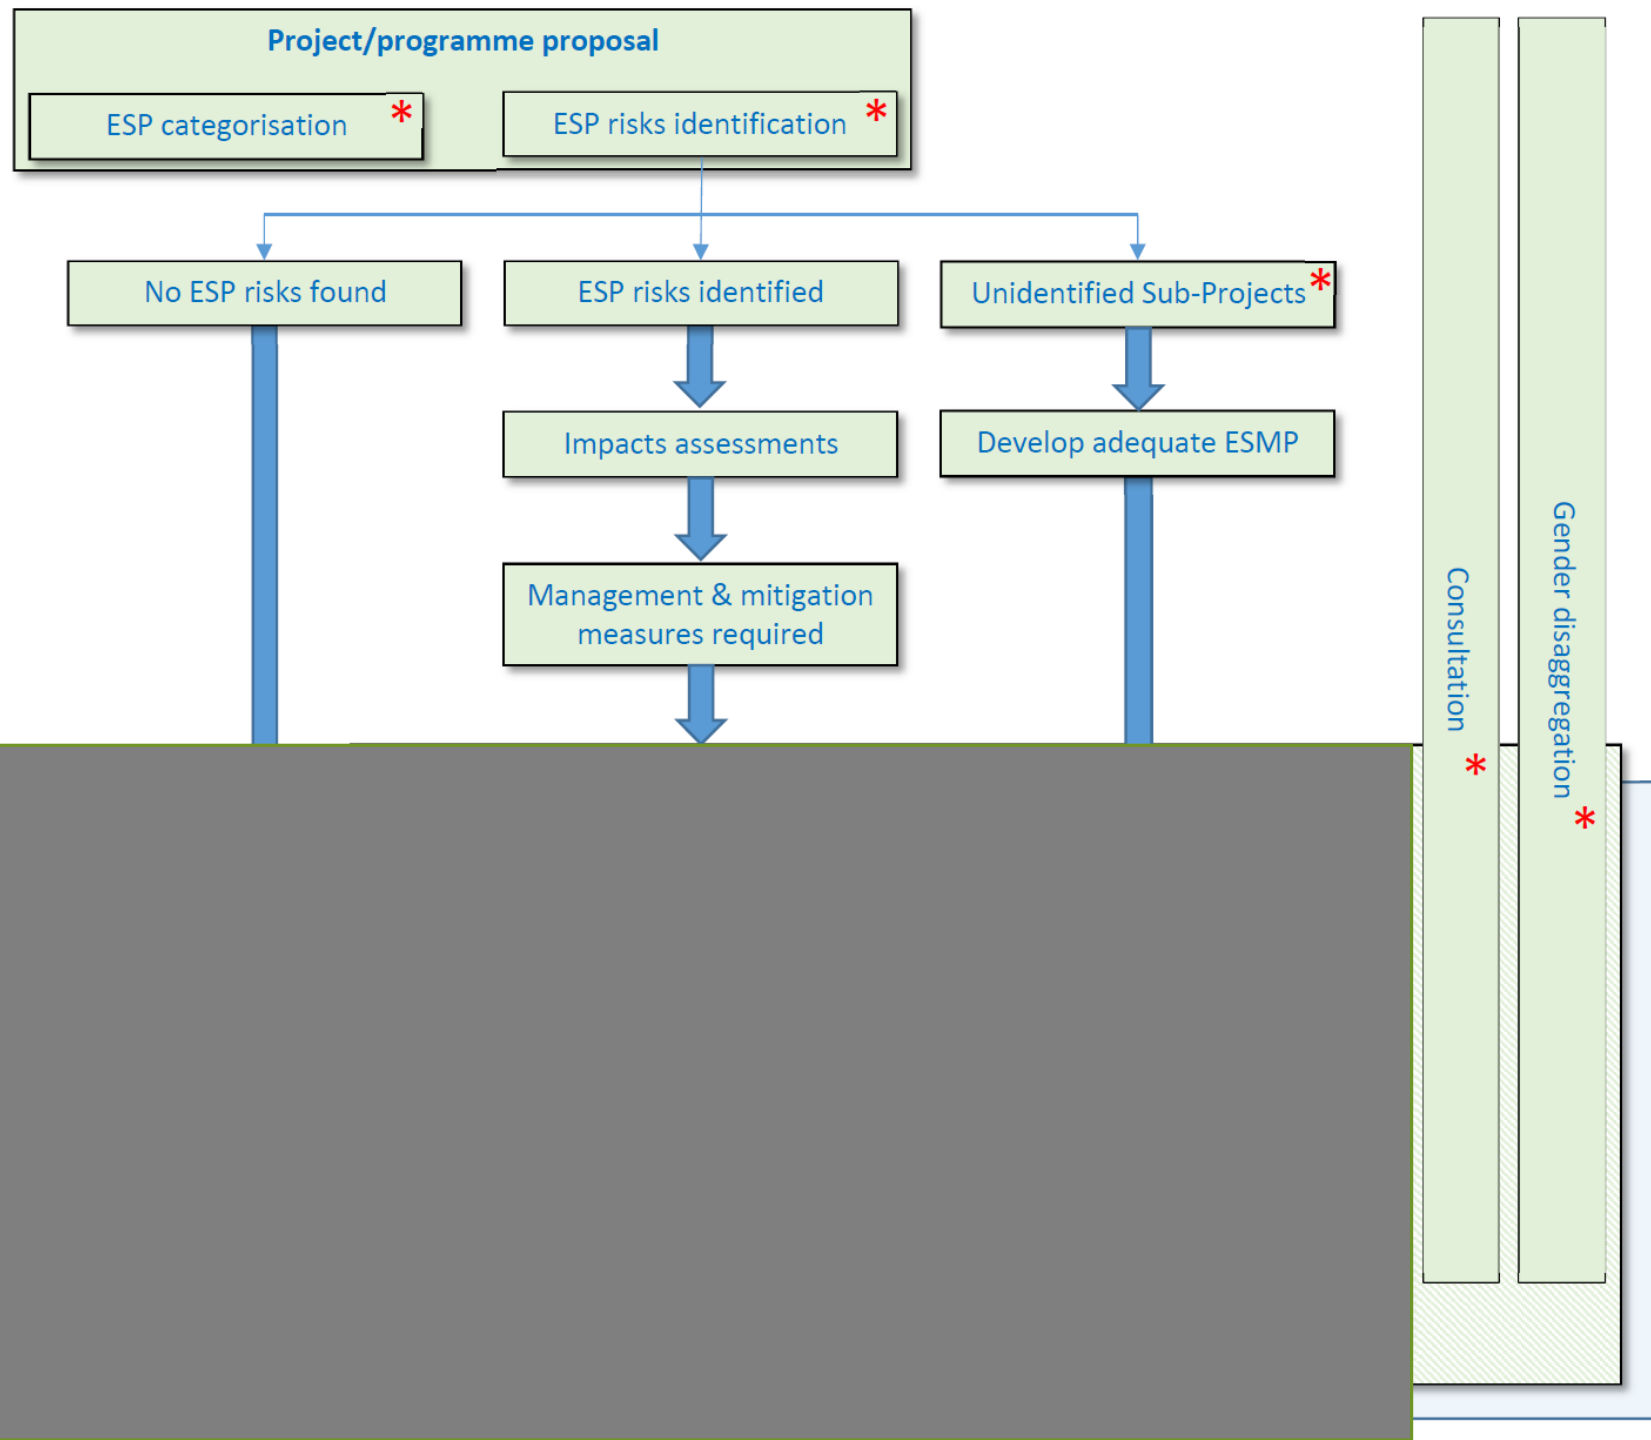 Project/programme proposal
ESP categorisation *
ESP risks identification *
No ESP risks found
ESP risks identified
Unidentified Sub-Projects *
Impacts assessments
Develop adequate ESMP
Management & mitigation
measures required
Consultation *
Gender disaggregation *